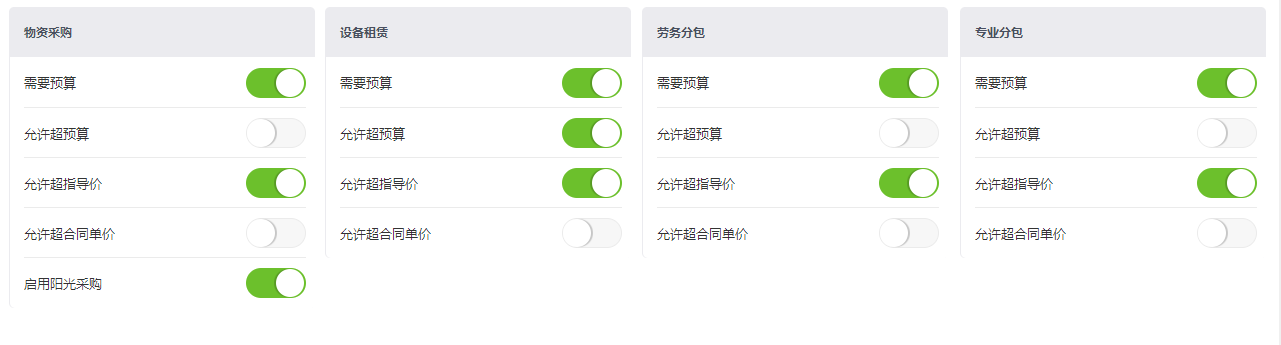 物资采购
需要预算
允许超预算
允许超指导价
允许超合同单价
启用阳光采购
设备租赁
需要预算
允许超预算
允许超指导价
允许超合同单价
劳务分包
需要预算
允许超预算
允许超指导价
允许超合同单价
专业分包
需要预算
允许超预算
允许超指导价
允许超合同单价